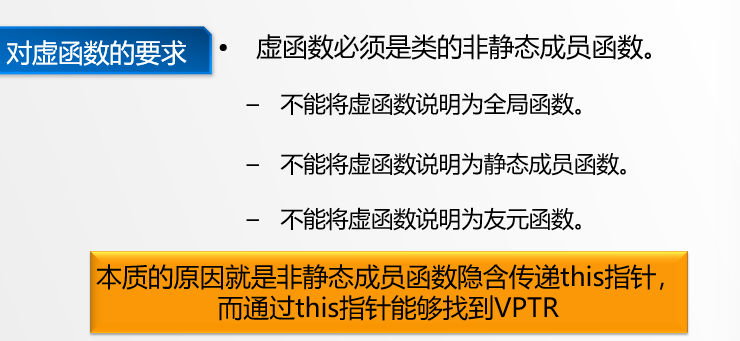 对虚函数的要求
• 虚函数必须是类的非静态成员函数。
– 不能将虚函数说明为全局函数。
– 不能将虚函数说明为静态成员函数。
– 不能将虚函数说明为友元函数。
本质的原因就是非静态成员函数隐含传递this指针，
而通过this指针能够找到VPTR